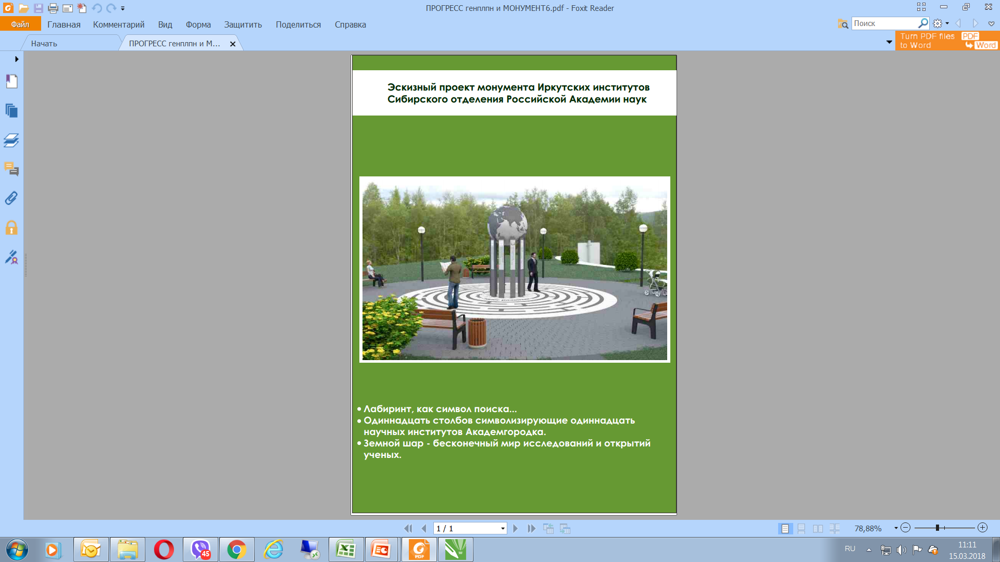 ПРОГРЕСС генплпн и МОНУМЕНТ6.pdf - Foxit Reader
Файл Главная Комментарий Вид Форма Защитить Поделиться Справка
Поиск
Начать
ПРОГРЕСС генплпн и М...
Turn PDF files
to Word
PDF
Word
Эскизный проект монумента Иркутских институтов
Сибирского отделения Российской Академии наук
Лабиринт, как символ поиска...
Одиннадцать столбов символизирующие одиннадцать
научных институтов Академгородка.
Земной шар - бесконечный мир исследований и открытий
ученых.
1 / 1
78,88%
45
PDF
RU
11:11
15.03.2018